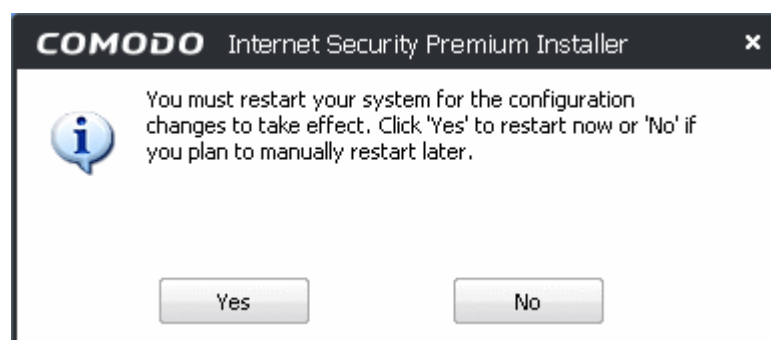 COMODO Internet Security Premium Installer
You must restart your system for the configuration
changes to take effect. Click 'Yes' to restart now or 'No' if
you plan to manually restart later.
Yes No